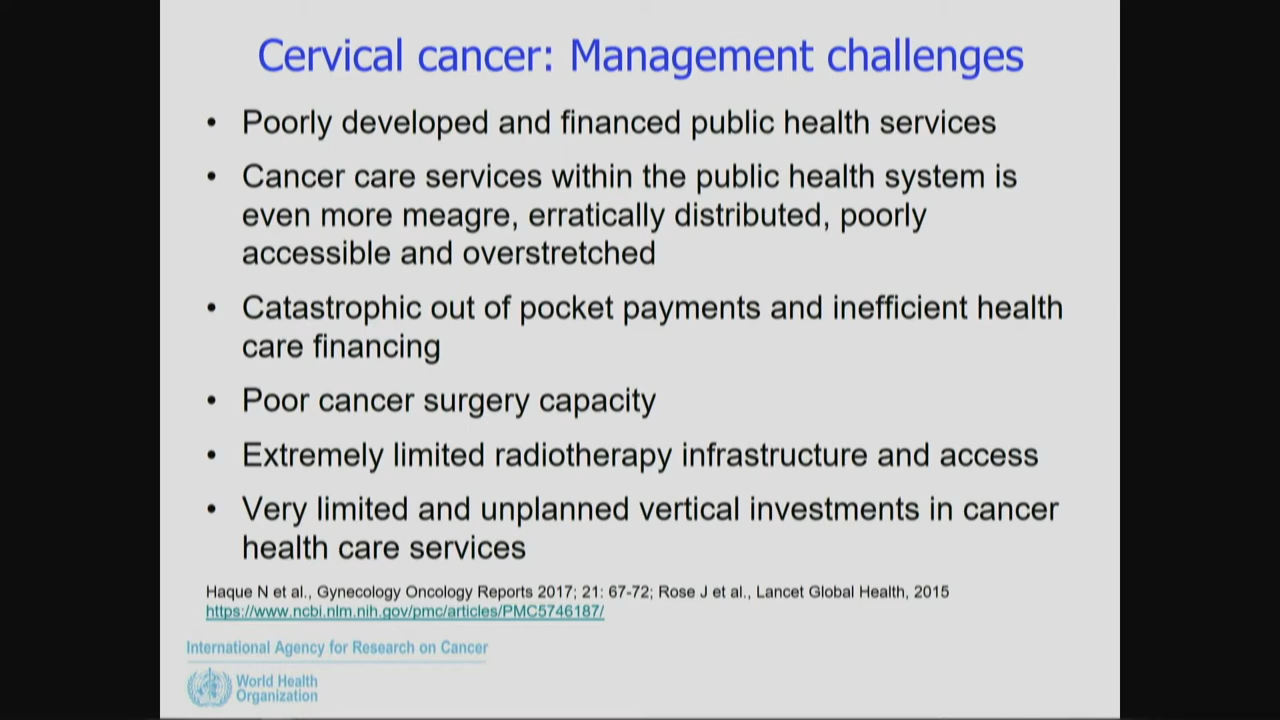 Cervical cancer: Management challenges
• Poorly developed and financed public health services
• Cancer care services within the public health system is
even more meagre, erratically distributed, poorly
accessible and overstretched
• Catastrophic out of pocket payments and inefficient health
care financing
• Poor cancer surgery capacity
• Extremely limited radiotherapy infrastructure and access
• Very limited and unplanned vertical investments in cancer
health care services
Haque N et al., Gynecology Oncology Reports 2017; 21: 67-72; Rose J et al., Lancet Global Health, 2015
https://www.ncbi.nlm.nih.gov/pmc/articles/PMC5746187/
International Agency for Research on Cancer
World Health
Organization